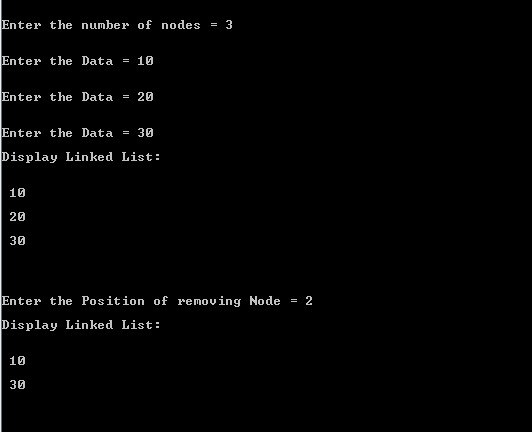 Enter the number of nodes = 3
Enter the Data = 10
Enter the Data = 20
Enter the Data = 30
Display Linked List:
10
20
30
Enter the Position of removing Node = 2
Display Linked List:
10
30